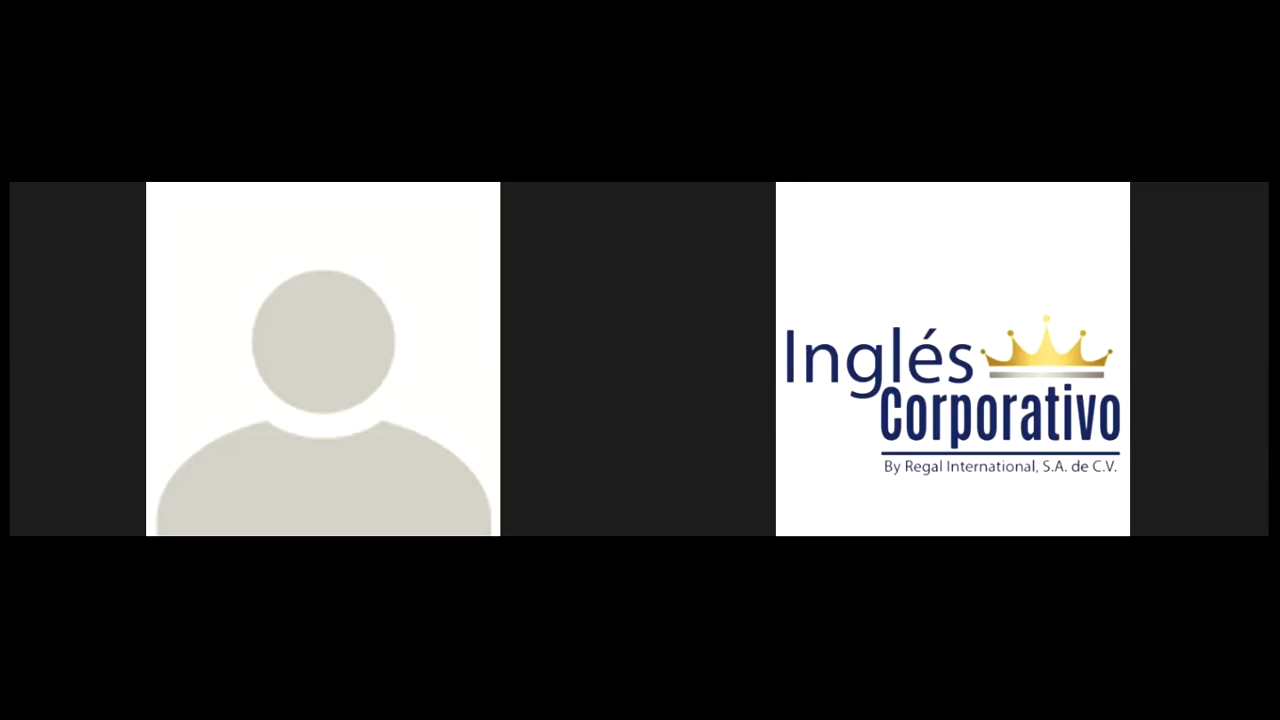 Inglés
Corporativo
By Regal International, S.A. de C.V.